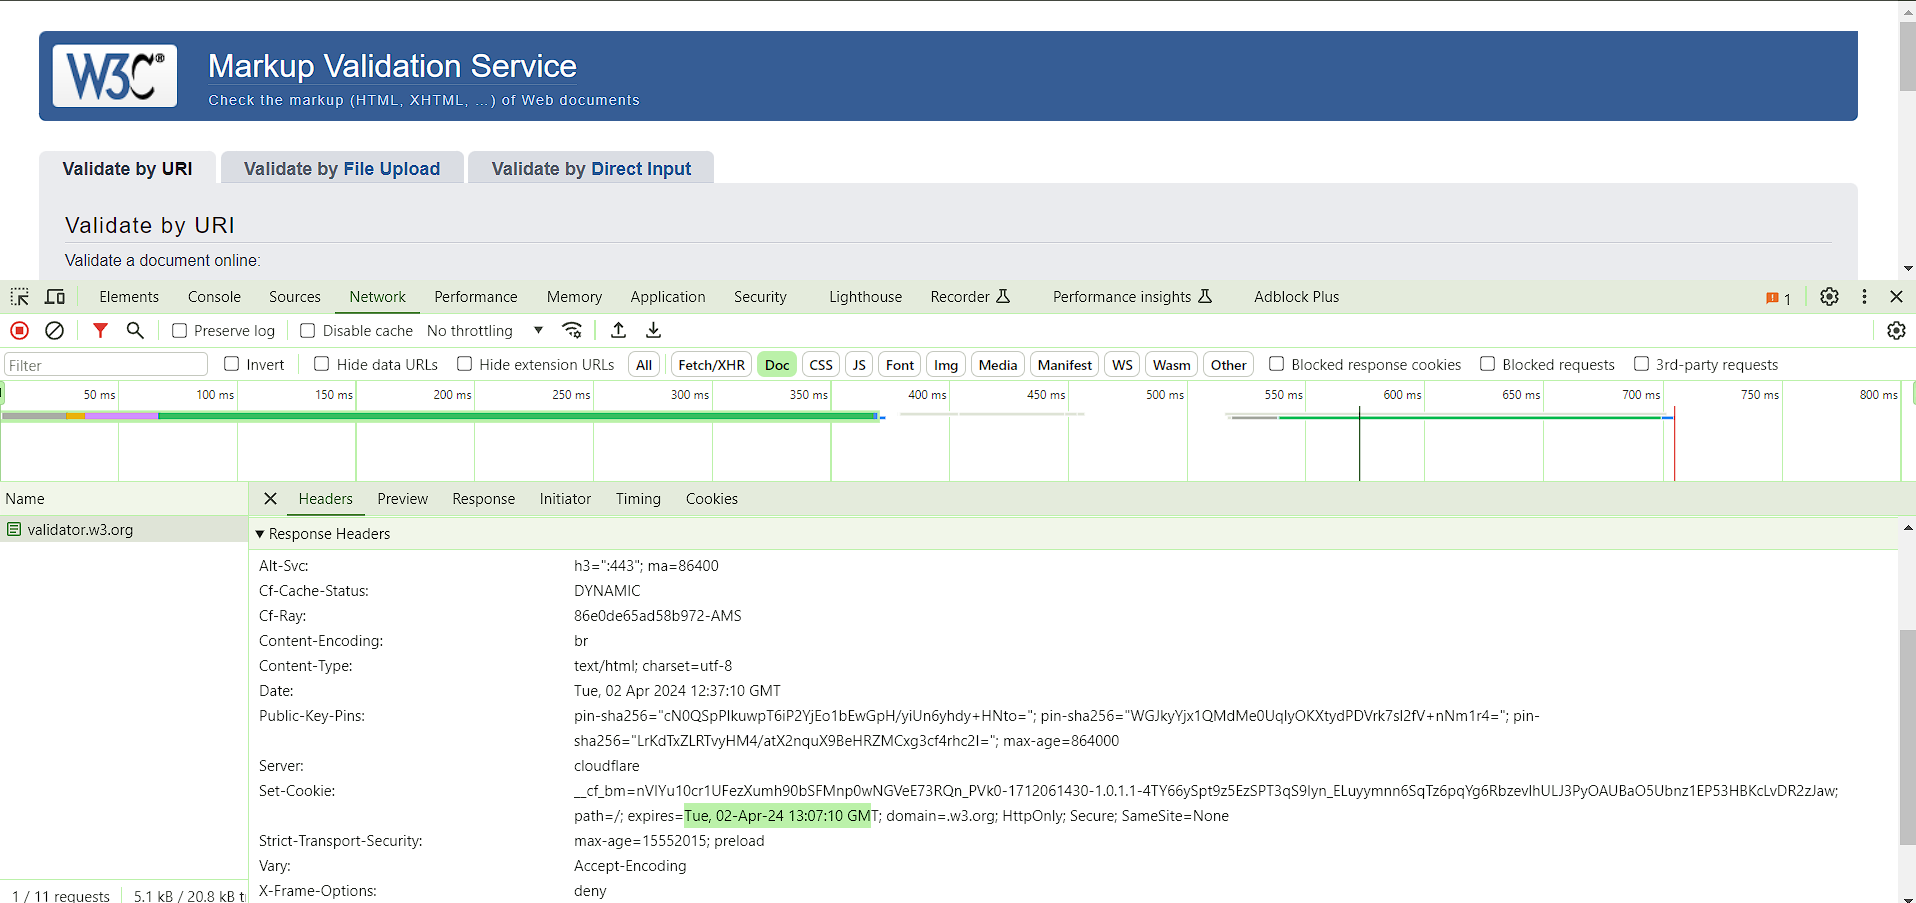 W3C®
Markup Validation Service
Check the markup (HTML, XHTML, …) of Web documents
Validate by URI
Validate by File Upload
Validate by Direct Input
Validate by URI
Validate a document online:
Elements Console Sources Network Performance Memory Application Security Lighthouse Recorder Performance insights Adblock Plus 1
Preserve log Disable cache No throttling
Filter Invert Hide data URLs Hide extension URLs All Fetch/XHR Doc CSS JS Font Img Media Manifest WS Wasm Other Blocked response cookies Blocked requests 3rd-party requests
50 ms 100 ms 150 ms 200 ms 250 ms 300 ms 350 ms 400 ms 450 ms 500 ms 550 ms 600 ms 650 ms 700 ms 750 ms 800 ms
Name
Headers Preview Response Initiator Timing Cookies
validator.w3.org
Response Headers
Alt-Svc: h3=":443"; ma=86400
Cf-Cache-Status: DYNAMIC
Cf-Ray: 86e0de65ad58b972-AMS
Content-Encoding: br
Content-Type: text/html; charset=utf-8
Date: Tue, 02 Apr 2024 12:37:10 GMT
Public-Key-Pins: pin-sha256="cN0QSpPIkuwpT6iP2YjEo1bEwGpH/yiUn6yhdy+HNto="; pin-sha256="WGJkyYjx1QMdMe0UqlyOKXtydPDVrk7sl2fV+nNm1r4="; pin-
sha256="LrKdTxZLRTvyHM4/atX2nquX9BeHRZMCxg3cf4rhc2I="; max-age=864000
Server: cloudflare
Set-Cookie: __cf_bm=nVlYu10cr1UFezXumh90bSFMnp0wNGVeE73RQn_PVk0-1712061430-1.0.1.1-4TY66ySpt9z5EzSPT3qS9lyn_ELuyymnn6SqTz6pqYg6RbzevlhULJ3PyOAUBaO5Ubnz1EP53HBKcLvDR2zJaw;
path=/; expires=Tue, 02-Apr-24 13:07:10 GMT; domain=.w3.org; HttpOnly; Secure; SameSite=None
Strict-Transport-Security: max-age=15552015; preload
Vary: Accept-Encoding
X-Frame-Options: deny
1 / 11 requests 5.1 kB / 20.8 kB